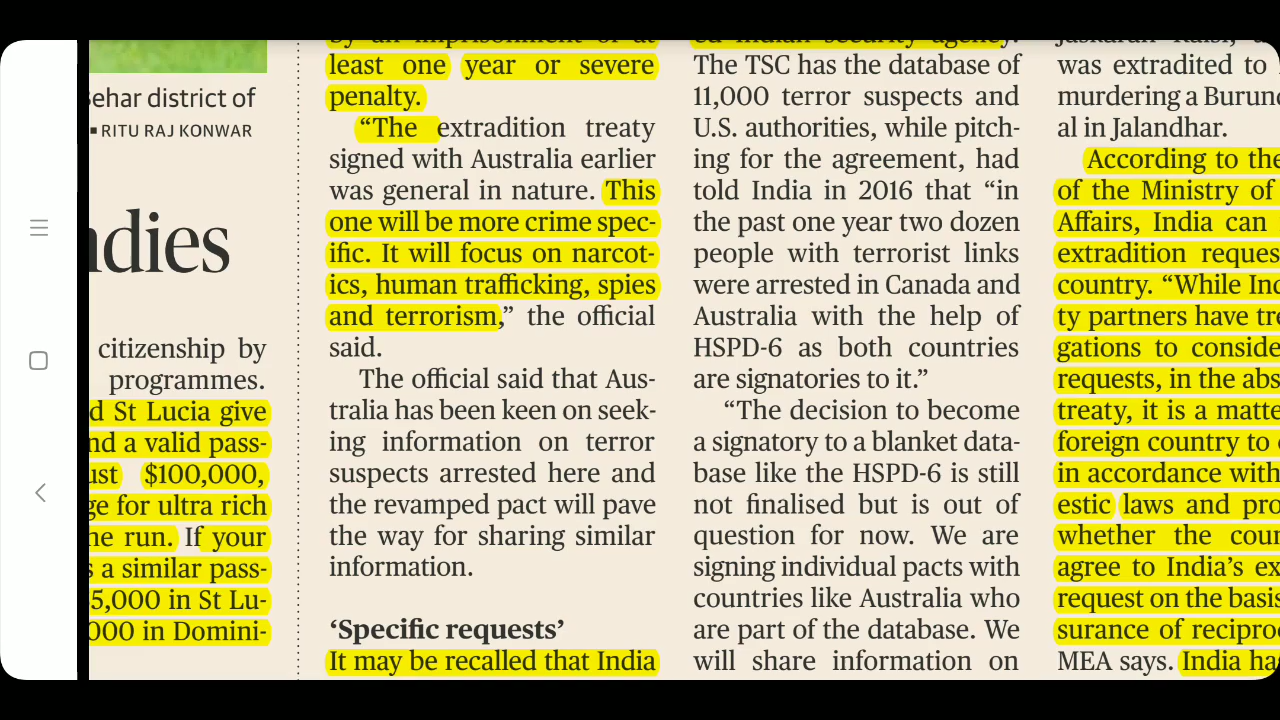 ehar district of
■ RITU RAJ KONWAR
ndies
citizenship by
programmes.
d St Lucia give
nd a valid pass-
ust $100,000,
ge for ultra rich
he run. If your
s a similar pass-
5,000 in St Lu-
000 in Domini-
by an imprisonment of at
least one year or severe
penalty.
“The extradition treaty
signed with Australia earlier
was general in nature. This
one will be more crime spec-
ific. It will focus on narcot-
ics, human trafficking, spies
and terrorism,” the official
said.
The official said that Aus-
tralia has been keen on seek-
ing information on terror
suspects arrested here and
the revamped pact will pave
the way for sharing similar
information.
‘Specific requests’
It may be recalled that India
ed Indian security agency.
The TSC has the database of
11,000 terror suspects and
U.S. authorities, while pitch-
ing for the agreement, had
told India in 2016 that “in
the past one year two dozen
people with terrorist links
were arrested in Canada and
Australia with the help of
HSPD-6 as both countries
are signatories to it.”
“The decision to become
a signatory to a blanket data-
base like the HSPD-6 is still
not finalised but is out of
question for now. We are
signing individual pacts with
countries like Australia who
are part of the database. We
will share information on
was extradited to
murdering a Burun
al in Jalandhar.
According to the
of the Ministry of
Affairs, India can
extradition reques
country. “While Ind
ty partners have tre
gations to conside
requests, in the abs
treaty, it is a matte
foreign country to
in accordance with
estic laws and pro
whether the cour
agree to India’s ex
request on the basis
surance of reciproc
MEA says. India has